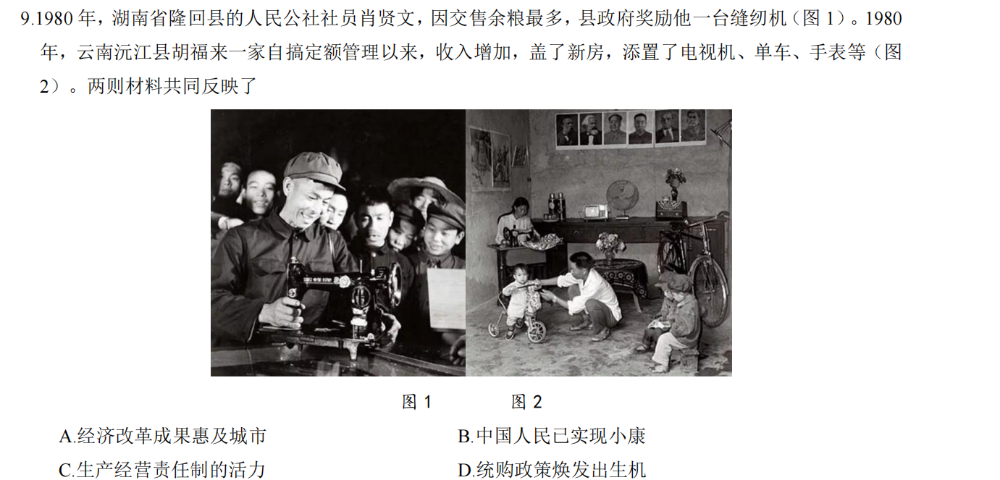 9.1980 年，湖南省隆回县的人民公社社员肖贤文，因交售余粮最多，县政府奖励他一台缝纫机（图 1）。1980
年，云南沅江县胡福来一家自搞定额管理以来，收入增加，盖了新房，添置了电视机、单车、手表等（图
2）。两则材料共同反映了
图 1 图 2
A.经济改革成果惠及城市 B.中国人民已实现小康
C.生产经营责任制的活力 D.统购政策焕发出生机